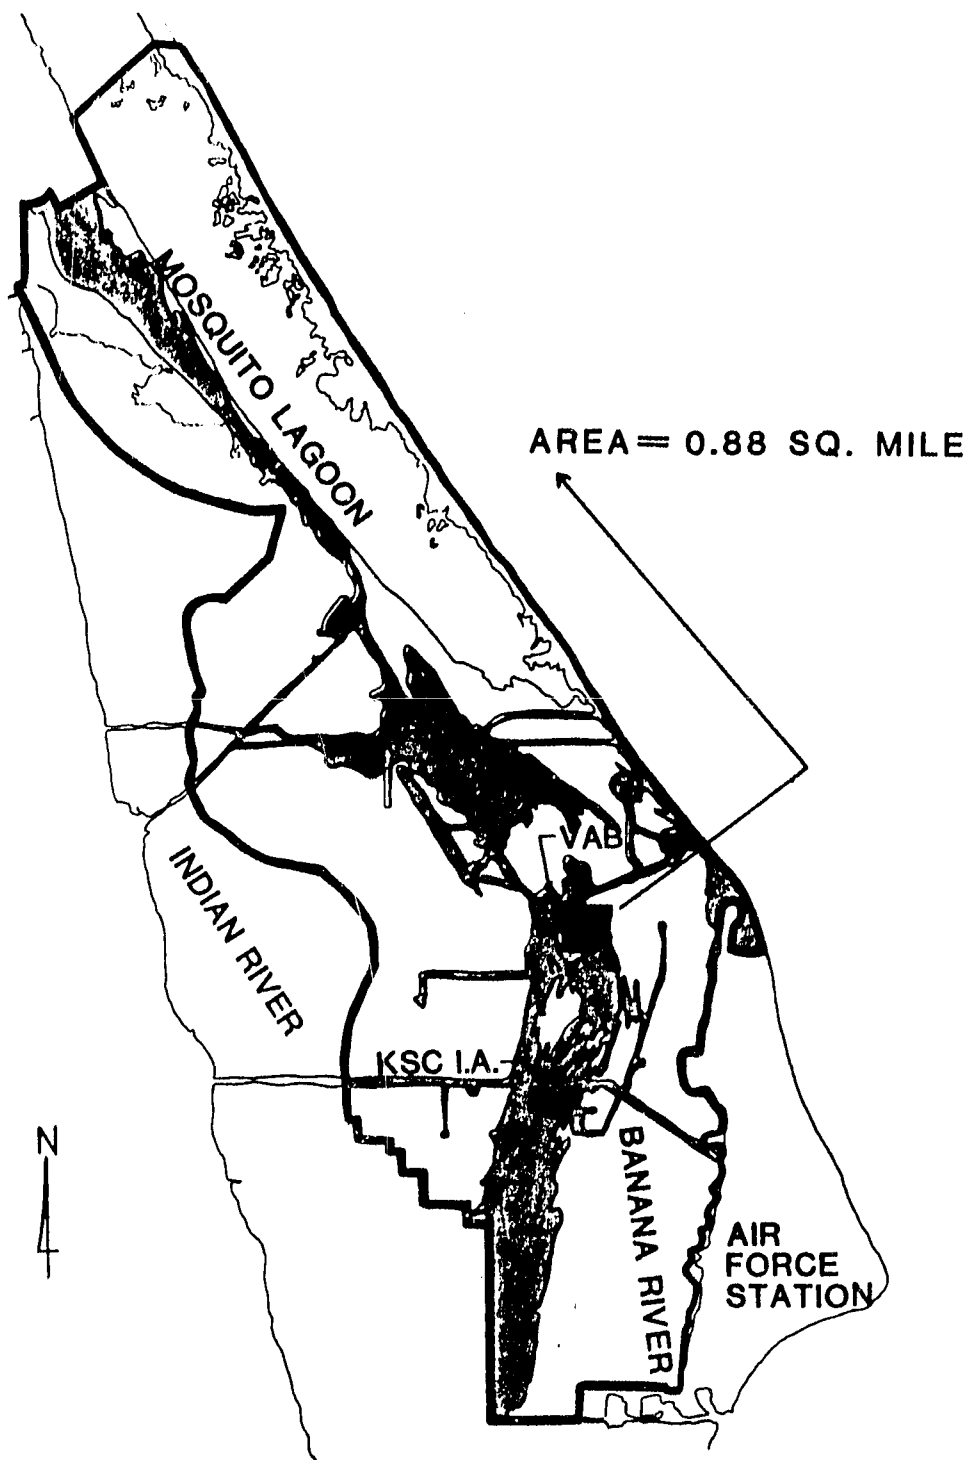 MOSQUITO LAGOON
AREA = 0.88 SQ. MILE
VAB
INDIAN RIVER
KSC I.A.
N
BANANA RIVER
AIR
FORCE
STATION